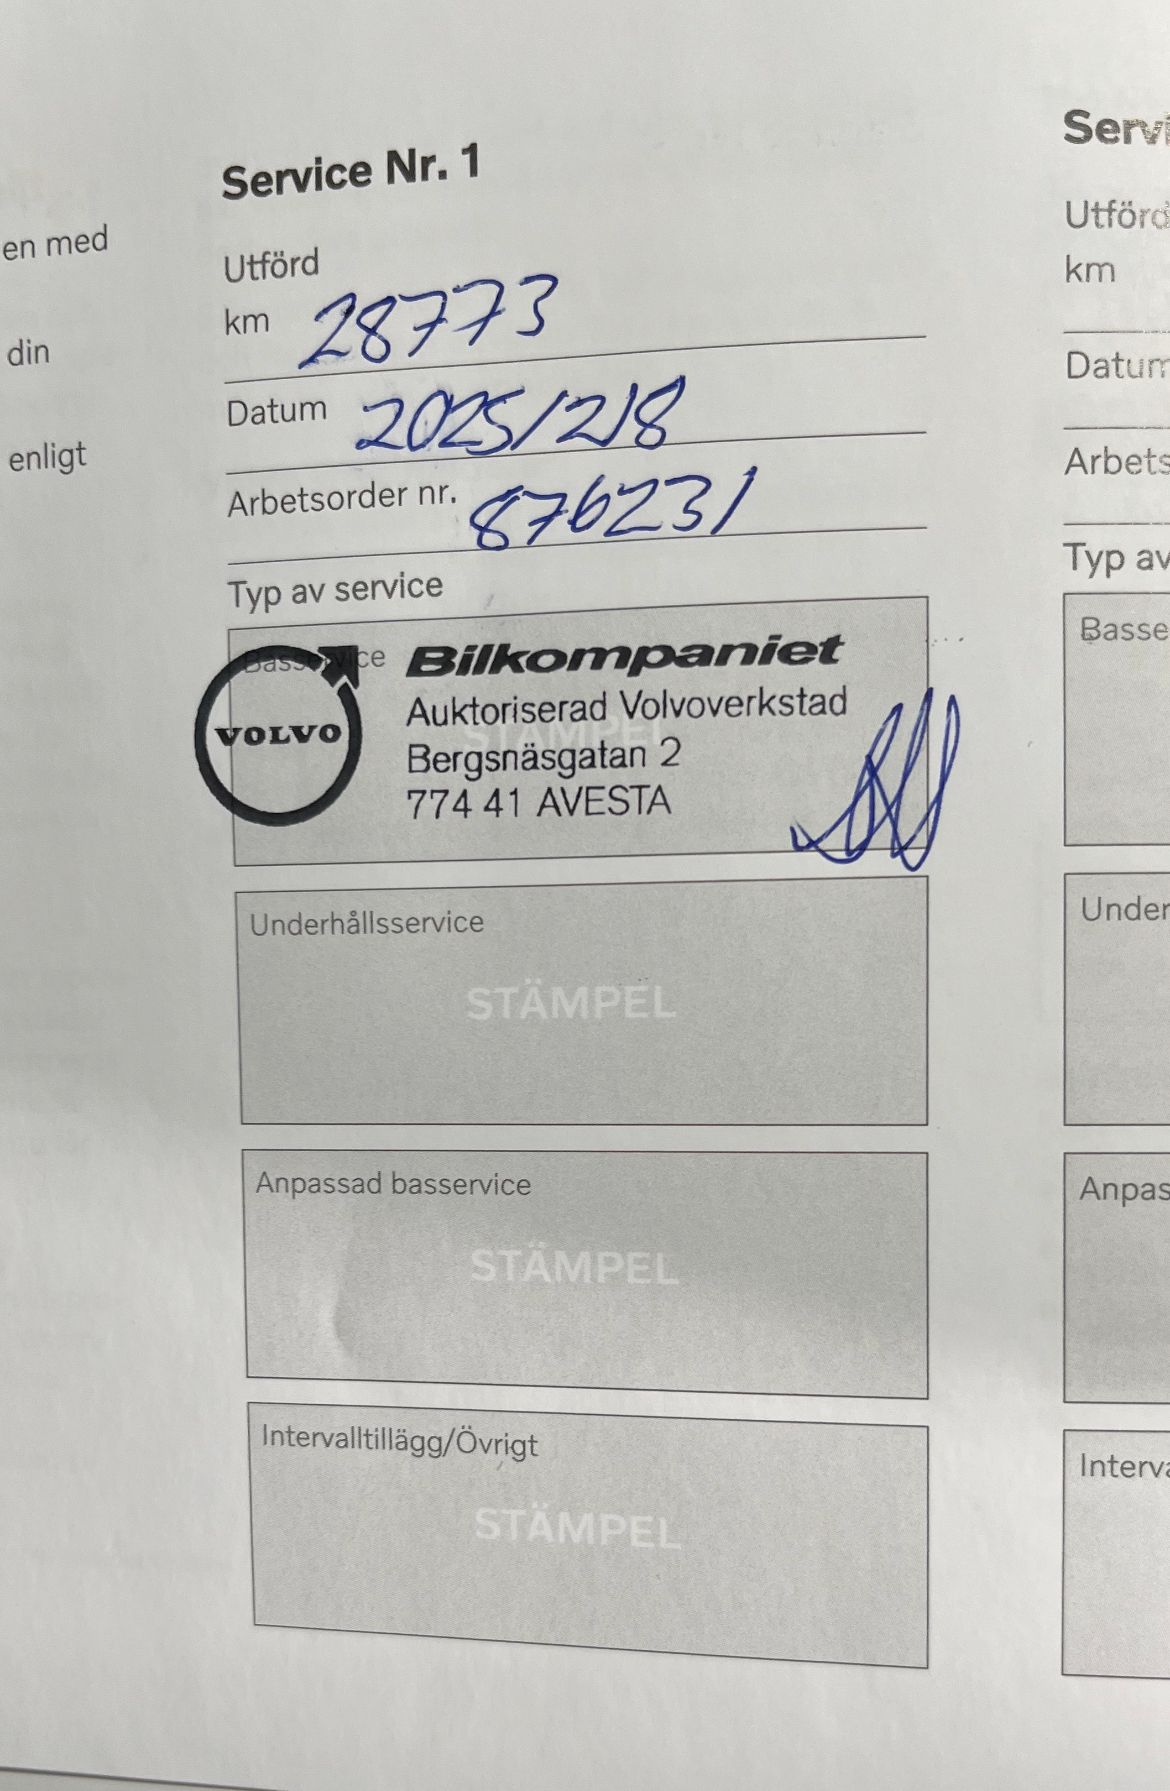 en med
din
enligt
Service Nr. 1
Utförd
km 28773
Datum 2025/2/8
Arbetsorder nr. 876231
Typ av service
Basservice
VOLVO
Bilkompaniet
Auktoriserad Volvoverkstad
STÄMPEL
Bergsnäsgatan 2
774 41 AVESTA
Underhållsservice
STÄMPEL
Anpassad basservice
STÄMPEL
Intervalltillägg/Övrigt
STÄMPEL
Servi
Utförd
km
Datum
Arbets
Typ av
Basse
Under
Anpas
Interva